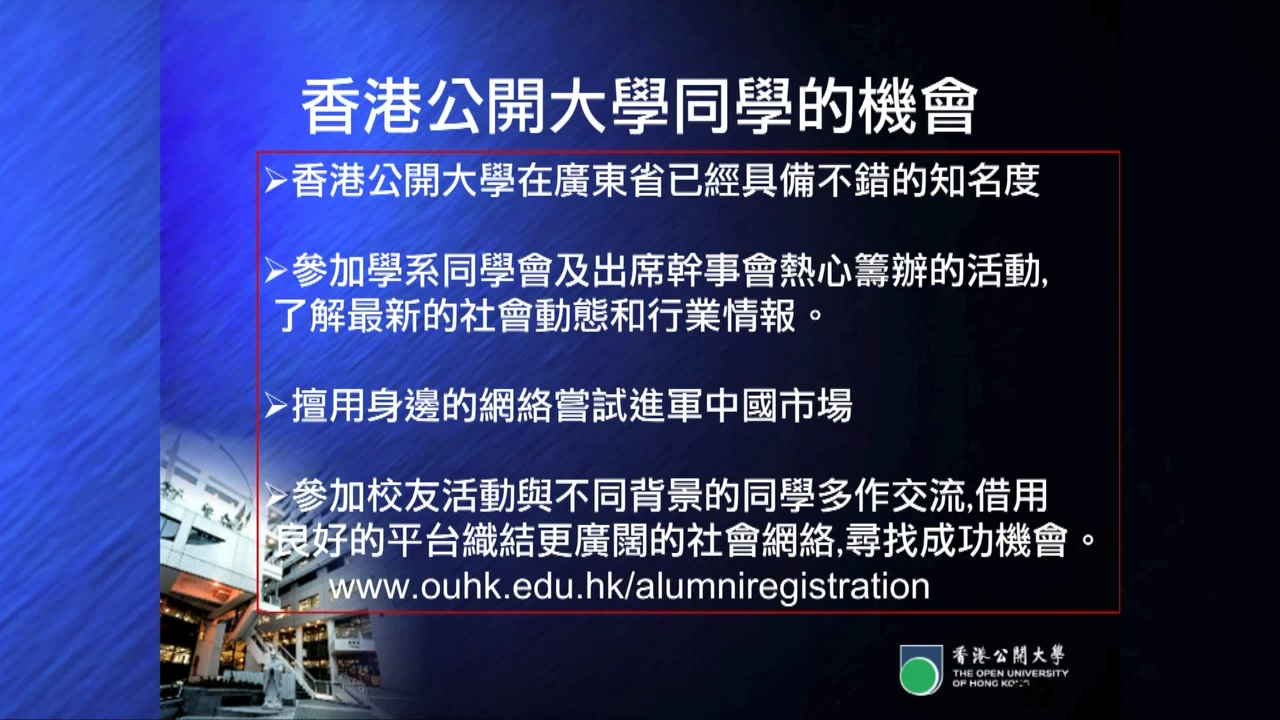 香港公開大學同學的機會
➢香港公開大學在廣東省已經具備不錯的知名度
➢參加學系同學會及出席幹事會熱心籌辦的活動,
了解最新的社會動態和行業情報。
➢擅用身邊的網絡嘗試進軍中國市場
➢參加校友活動與不同背景的同學多作交流,借用
良好的平台織結更廣闊的社會網絡,尋找成功機會。
www.ouhk.edu.hk/alumniregistration
香港公開大學
THE OPEN UNIVERSITY
OF HONG KONG